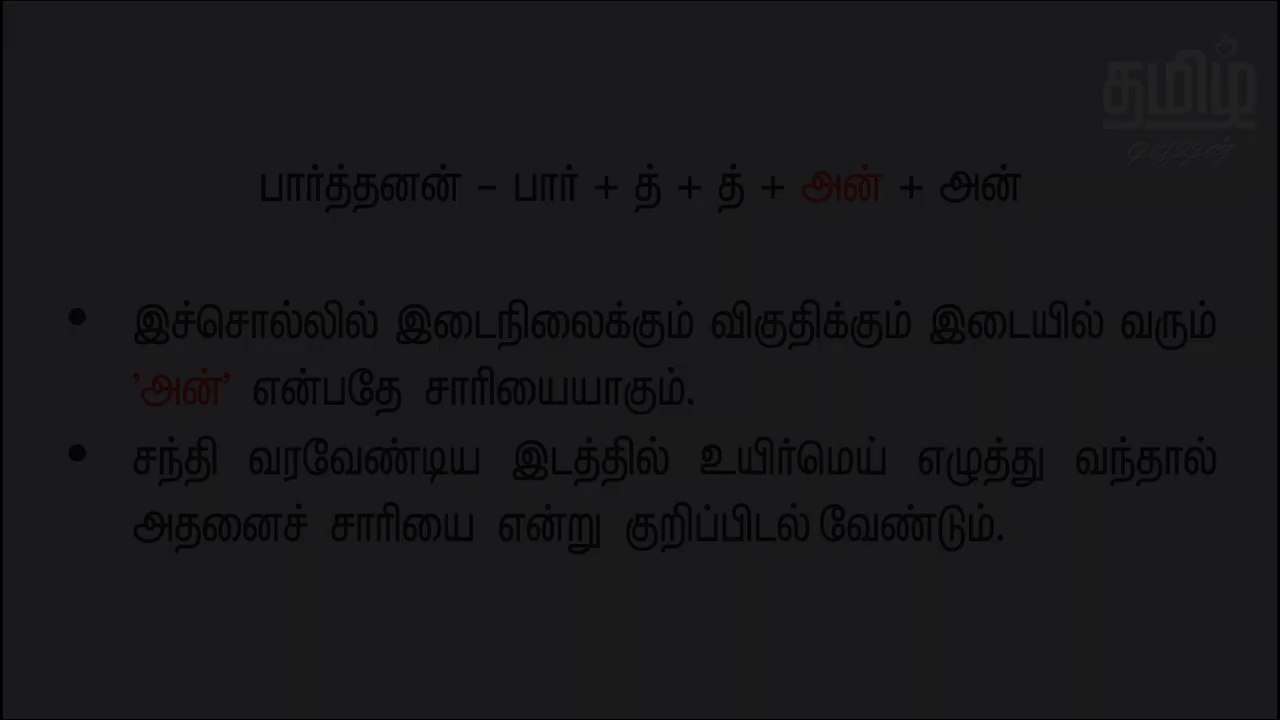 தமிழ்
பார்த்தனன் – பார் + த் + த் + அன் + அன்
• இச்சொல்லில் இடைநிலைக்கும் விகுதிக்கும் இடையில் வரும்
’அன்’ என்பதே சாரியையாகும்.
• சந்தி வரவேண்டிய இடத்தில் உயிர்மெய் எழுத்து வந்தால்
அதனைச் சாரியை என்று குறிப்பிடல் வேண்டும்.